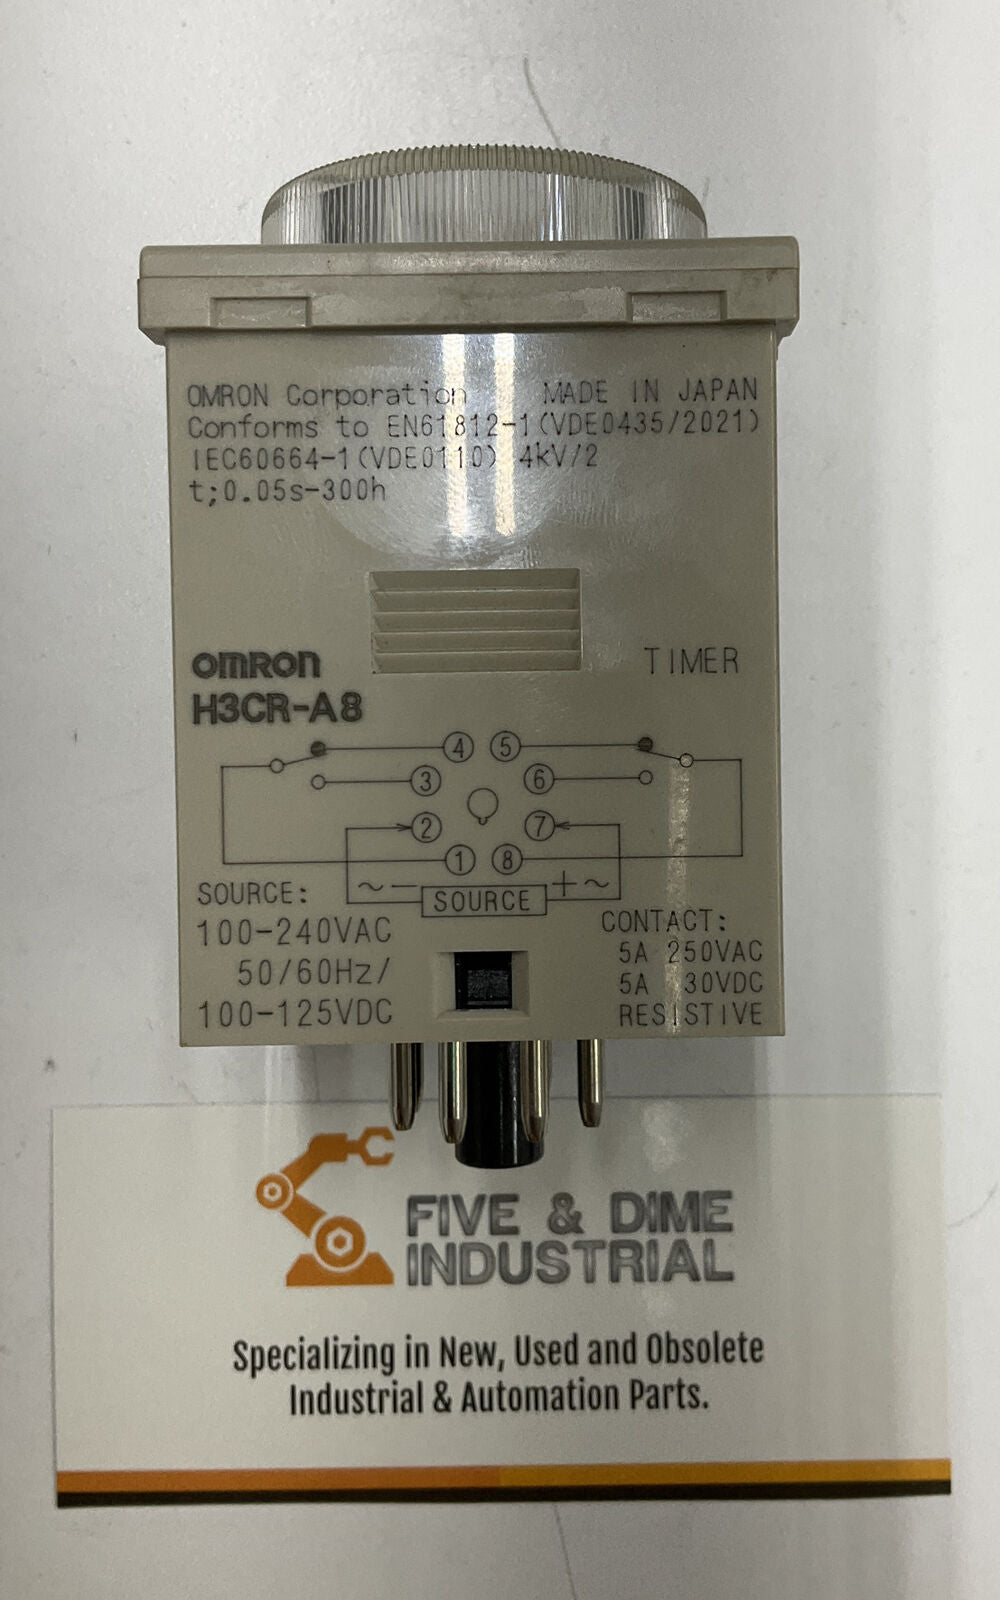 OMRON Corporation MADE IN JAPAN
Conforms to EN61812-1(VDE0435/2021)
IEC60664-1(VDE0110) 4kV/2
t;0.05s-300h
OMRON TIMER
H3CR-A8
4 5
3 6
2 7
1 8
~ − SOURCE + ~
SOURCE:
100-240VAC
50/60Hz/
100-125VDC
CONTACT:
5A 250VAC
5A 30VDC
RESISTIVE
FIVE & DIME
INDUSTRIAL
Specializing in New, Used and Obsolete
Industrial & Automation Parts.